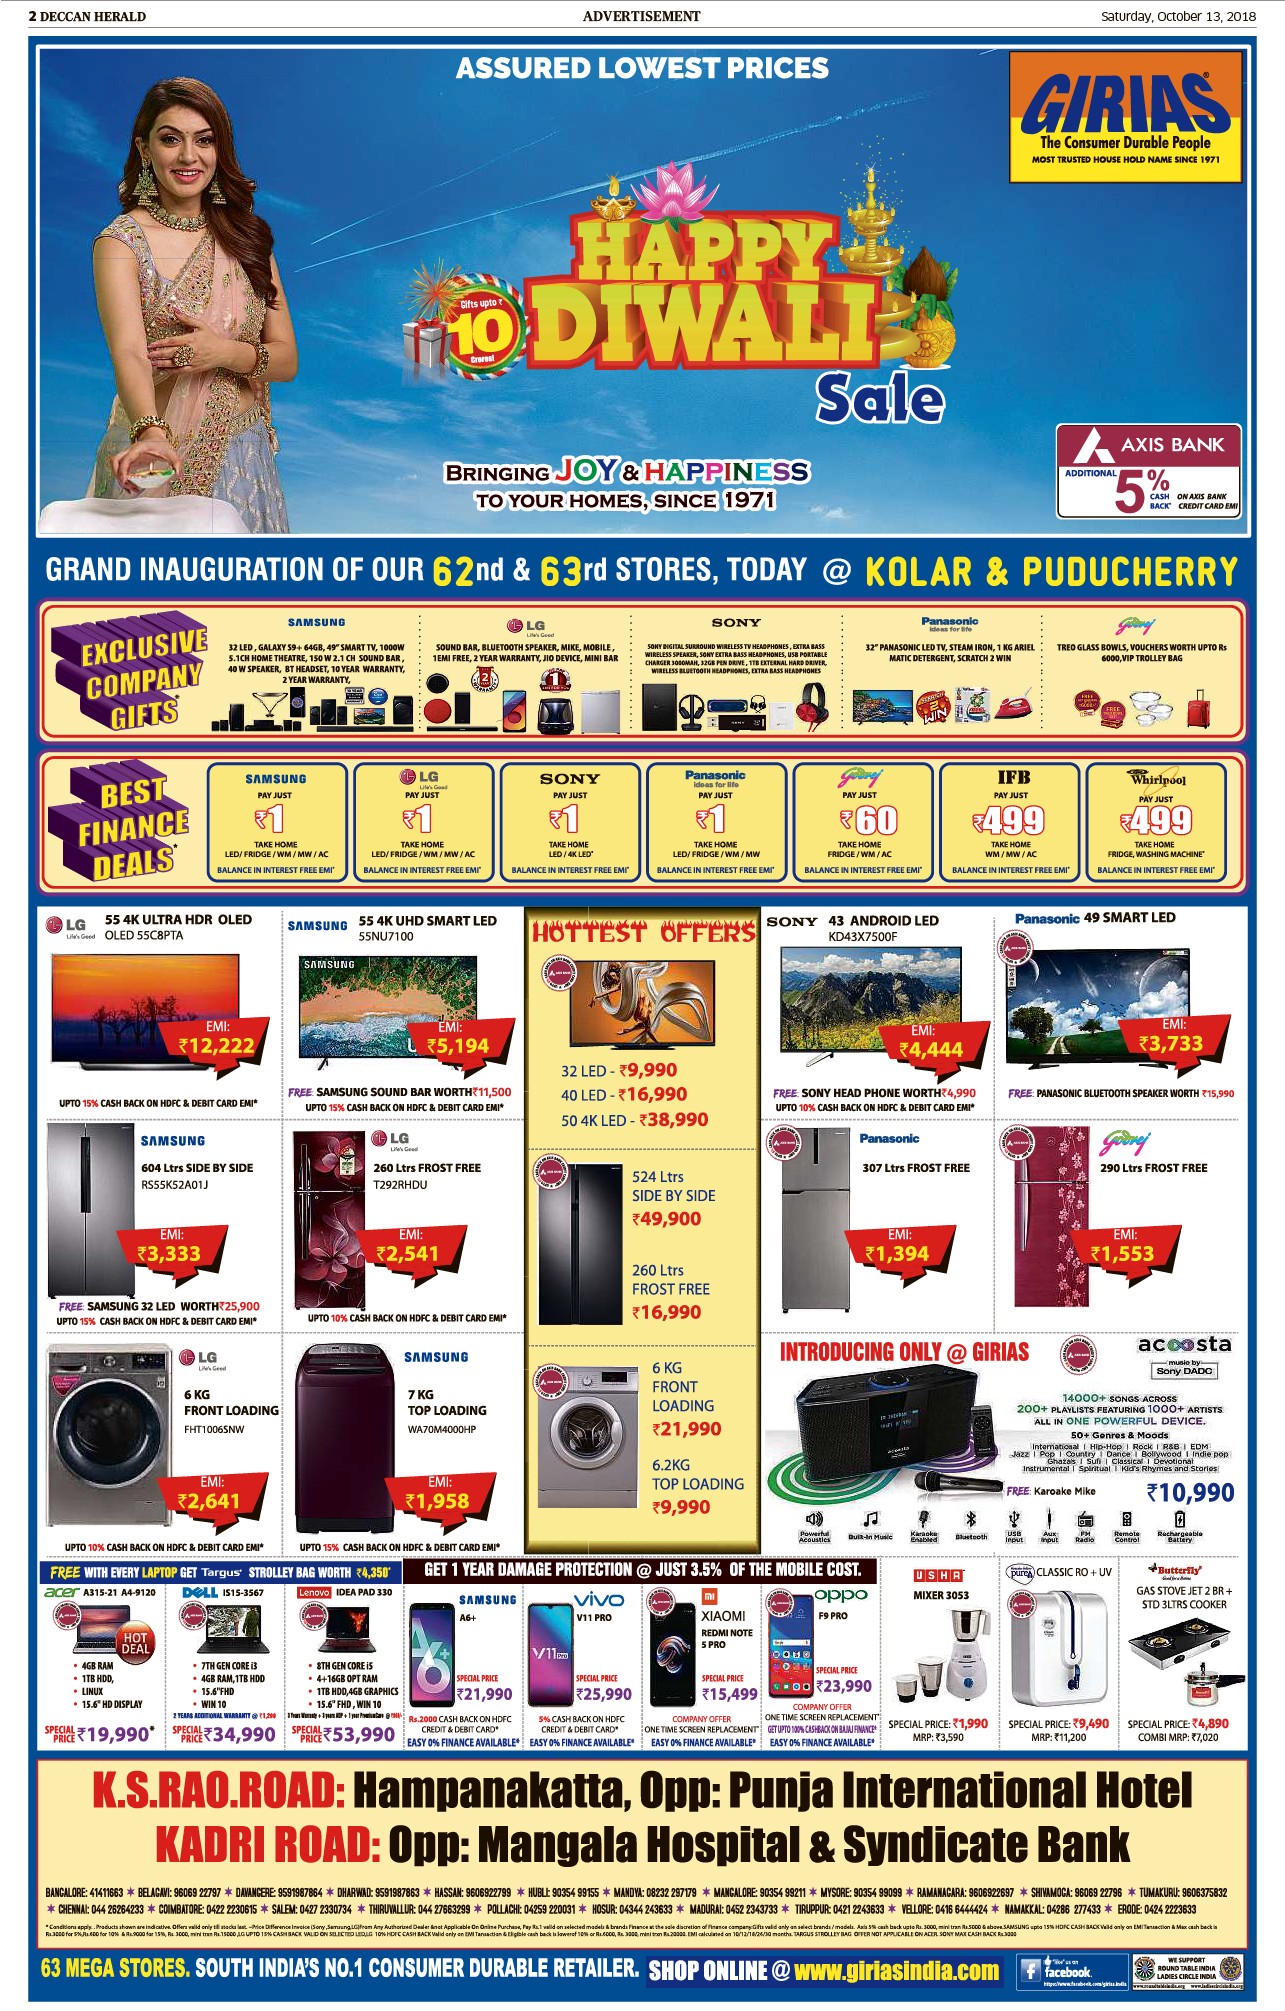 2 DECCAN HERALD
ADVERTISEMENT
Saturday, October 13, 2018
ASSURED LOWEST PRICES
GIRIAS
The Consumer Durable People
MOST TRUSTED HOUSE HOLD NAME SINCE 1971
HAPPY
DIWALI
Sale
Gifts upto ₹
10
Crores!
BRINGING JOY & HAPPINESS
TO YOUR HOMES, SINCE 1971
AXIS BANK
ADDITIONAL
5% CASH BACK* ON AXIS BANK CREDIT CARD EMI
GRAND INAUGURATION OF OUR 62nd & 63rd STORES, TODAY @ KOLAR & PUDUCHERRY
EXCLUSIVE
COMPANY
GIFTS*
SAMSUNG
32 LED , GALAXY S9+ 64GB, 49" SMART TV, 1000W
5.1CH HOME THEATRE, 150 W 2.1 CH SOUND BAR ,
40 W SPEAKER, BT HEADSET, 10 YEAR WARRANTY,
2 YEAR WARRANTY,
LG
Life's Good
SOUND BAR, BLUETOOTH SPEAKER, MIKE, MOBILE ,
1EMI FREE, 2 YEAR WARRANTY, JIO DEVICE, MINI BAR
SONY
SONY DIGITAL SURROUND WIRELESS TV HEADPHONES , EXTRA BASS
WIRELESS SPEAKER, SONY EXTRA BASS HEADPHONES, USB PORTABLE
CHARGER 3000MAH, 32GB PEN DRIVE , 1TB EXTERNAL HARD DRIVER,
WIRELESS BLUETOOTH HEADPHONES, EXTRA BASS HEADPHONES
Panasonic
ideas for life
32" PANASONIC LED TV, STEAM IRON, 1 KG ARIEL
MATIC DETERGENT, SCRATCH 2 WIN
Godrej
TREO GLASS BOWLS, VOUCHERS WORTH UPTO Rs
6000,VIP TROLLEY BAG
BEST
FINANCE
DEALS*
SAMSUNG
PAY JUST
₹1
TAKE HOME
LED/ FRIDGE / WM / MW / AC
BALANCE IN INTEREST FREE EMI*
LG
Life's Good
PAY JUST
₹1
TAKE HOME
LED/ FRIDGE / WM / MW / AC
BALANCE IN INTEREST FREE EMI*
SONY
PAY JUST
₹1
TAKE HOME
LED / 4K LED*
BALANCE IN INTEREST FREE EMI*
Panasonic
ideas for life
PAY JUST
₹1
TAKE HOME
LED/ FRIDGE / WM / MW
BALANCE IN INTEREST FREE EMI*
Godrej
PAY JUST
₹60
TAKE HOME
FRIDGE / WM / AC
BALANCE IN INTEREST FREE EMI*
IFB
PAY JUST
₹499
TAKE HOME
WM / MW / AC
BALANCE IN INTEREST FREE EMI*
Whirlpool
PAY JUST
₹499
TAKE HOME
FRIDGE, WASHING MACHINE*
BALANCE IN INTEREST FREE EMI*
LG
Life's Good
55 4K ULTRA HDR OLED
OLED 55C8PTA
EMI:
₹12,222
UPTO 15% CASH BACK ON HDFC & DEBIT CARD EMI*
SAMSUNG
55 4K UHD SMART LED
55NU7100
SAMSUNG
EMI:
₹5,194
FREE: SAMSUNG SOUND BAR WORTH₹11,500
UPTO 15% CASH BACK ON HDFC & DEBIT CARD EMI*
HOTTEST OFFERS
32 LED - ₹9,990
40 LED - ₹16,990
50 4K LED - ₹38,990
SONY
43 ANDROID LED
KD43X7500F
EMI:
₹4,444
FREE: SONY HEAD PHONE WORTH₹4,990
UPTO 10% CASH BACK ON HDFC & DEBIT CARD EMI*
Panasonic 49 SMART LED
EMI:
₹3,733
FREE: PANASONIC BLUETOOTH SPEAKER WORTH ₹15,990
SAMSUNG
604 Ltrs SIDE BY SIDE
RS55K52A01J
EMI:
₹3,333
FREE: SAMSUNG 32 LED WORTH₹25,900
UPTO 15% CASH BACK ON HDFC & DEBIT CARD EMI*
LG
Life's Good
260 Ltrs FROST FREE
T292RHDU
EMI:
₹2,541
UPTO 10% CASH BACK ON HDFC & DEBIT CARD EMI*
524 Ltrs
SIDE BY SIDE
₹49,900
260 Ltrs
FROST FREE
₹16,990
Panasonic
307 Ltrs FROST FREE
EMI:
₹1,394
Godrej
290 Ltrs FROST FREE
EMI:
₹1,553
LG
Life's Good
6 KG
FRONT LOADING
FHT1006SNW
EMI:
₹2,641
UPTO 10% CASH BACK ON HDFC & DEBIT CARD EMI*
SAMSUNG
7 KG
TOP LOADING
WA70M4000HP
EMI:
₹1,958
UPTO 15% CASH BACK ON HDFC & DEBIT CARD EMI*
6 KG
FRONT
LOADING
₹21,990
6.2KG
TOP LOADING
₹9,990
INTRODUCING ONLY @ GIRIAS
acoosta
music by
Sony DADC
14000+ SONGS ACROSS
200+ PLAYLISTS FEATURING 1000+ ARTISTS
ALL IN ONE POWERFUL DEVICE.
50+ Genres & Moods
International | Hip-Hop | Rock | R&B | EDM
Jazz | Pop | Country | Dance | Bollywood | Indie pop
Ghazals | Sufi | Classical | Devotional
Instrumental | Spiritual | Kid's Rhymes and Stories
FREE: Karoake Mike
₹10,990
Powerful Acoustics
Built-In Music
Karaoke Enabled
Bluetooth
USB Input
Aux Input
FM Radio
Remote Control
Rechargeable Battery
FREE WITH EVERY LAPTOP GET Targus STROLLEY BAG WORTH ₹4,350*
GET 1 YEAR DAMAGE PROTECTION @ JUST 3.5% OF THE MOBILE COST.
acer A315-21 A4-9120
HOT DEAL
• 4GB RAM
• 1TB HDD,
• LINUX
• 15.6" HD DISPLAY
SPECIAL PRICE ₹19,990*
DELL IS15-3567
• 7TH GEN CORE i3
• 4GB RAM,1TB HDD
• 15.6"FHD
• WIN 10
2 YEARS ADDITIONAL WARRANTY @ ₹1,299
SPECIAL PRICE ₹34,990
Lenovo IDEA PAD 330
• 8TH GEN CORE i5
• 4+16GB OPT RAM
• 1TB HDD,4GB GRAPHICS
• 15.6" FHD , WIN 10
SPECIAL PRICE ₹53,990
SAMSUNG
A6+
SPECIAL PRICE
₹21,990
Rs.2000 CASH BACK ON HDFC
CREDIT & DEBIT CARD*
EASY 0% FINANCE AVAILABLE*
vivo
V11 PRO
SPECIAL PRICE
₹25,990
5% CASH BACK ON HDFC
CREDIT & DEBIT CARD*
EASY 0% FINANCE AVAILABLE*
mi
XIAOMI
REDMI NOTE
5 PRO
SPECIAL PRICE
₹15,499
COMPANY OFFER
ONE TIME SCREEN REPLACEMENT*
EASY 0% FINANCE AVAILABLE*
oppo
F9 PRO
SPECIAL PRICE
₹23,990
COMPANY OFFER
ONE TIME SCREEN REPLACEMENT*
GET UPTO 100% CASHBACK ON BAJAJ FINANCE*
EASY 0% FINANCE AVAILABLE*
USHA
MIXER 3053
SPECIAL PRICE: ₹1,990
MRP: ₹3,590
CLASSIC RO + UV
SPECIAL PRICE: ₹9,490
MRP: ₹11,200
Butterfly
GAS STOVE JET 2 BR +
STD 3LTRS COOKER
SPECIAL PRICE: ₹4,890
COMBI MRP: ₹7,020
K.S.RAO.ROAD: Hampanakatta, Opp: Punja International Hotel
KADRI ROAD: Opp: Mangala Hospital & Syndicate Bank
BANGALORE: 41411663 ★ BELAGAVI: 96069 22797 ★ DAVANCERE: 9591987864 ★ DHARWAD: 9591987863 ★ HASSAN: 9606922799 ★ HUBLI: 90354 99155 ★ MANDYA: 08232 297179 ★ MANGALORE: 90354 99211 ★ MYSORE: 90354 99099 ★ RAMANAGARA: 9606922697 ★ SHIVAMOGA: 96069 22796 ★ TUMAKURU: 9606375832
★ CHENNAI: 044 26264233 ★ COIMBATORE: 0422 2230615 ★ SALEM: 0427 2330734 ★ THIRUVALLUR: 044 27663299 ★ POLLACHI: 04259 220031 ★ HOSUR: 04344 243633 ★ MADURAI: 0452 2343733 ★ TIRUPPUR: 0421 2243633 ★ VELLORE: 0416 6444424 ★ NAMAKKAL: 04286 277433 ★ ERODE: 0424 2223633
63 MEGA STORES. SOUTH INDIA'S NO.1 CONSUMER DURABLE RETAILER. SHOP ONLINE @ www.giriasindia.com
"like" us on
facebook.
WE SUPPORT
ROUND TABLE INDIA
LADIES CIRCLE INDIA